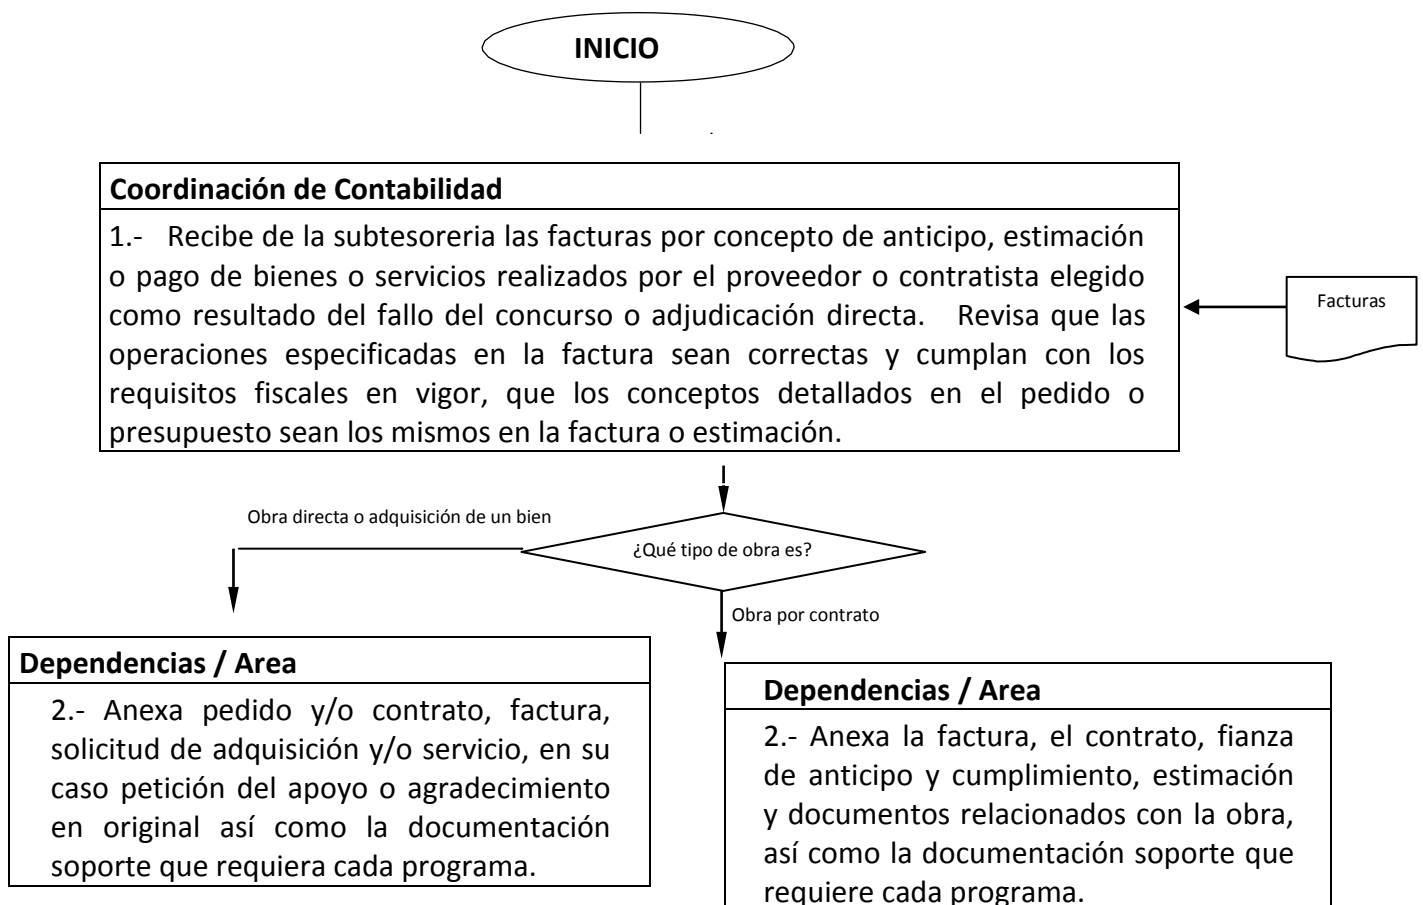 INICIO
Coordinación de Contabilidad
1.- Recibe de la subtesoreria las facturas por concepto de anticipo, estimación
o pago de bienes o servicios realizados por el proveedor o contratista elegido
como resultado del fallo del concurso o adjudicación directa. Revisa que las
operaciones especificadas en la factura sean correctas y cumplan con los
requisitos fiscales en vigor, que los conceptos detallados en el pedido o
presupuesto sean los mismos en la factura o estimación.
Facturas
Obra directa o adquisición de un bien
¿Qué tipo de obra es?
Obra por contrato
Dependencias / Area
2.- Anexa pedido y/o contrato, factura,
solicitud de adquisición y/o servicio, en su
caso petición del apoyo o agradecimiento
en original así como la documentación
soporte que requiera cada programa.
Dependencias / Area
2.- Anexa la factura, el contrato, fianza
de anticipo y cumplimiento, estimación
y documentos relacionados con la obra,
así como la documentación soporte que
requiere cada programa.